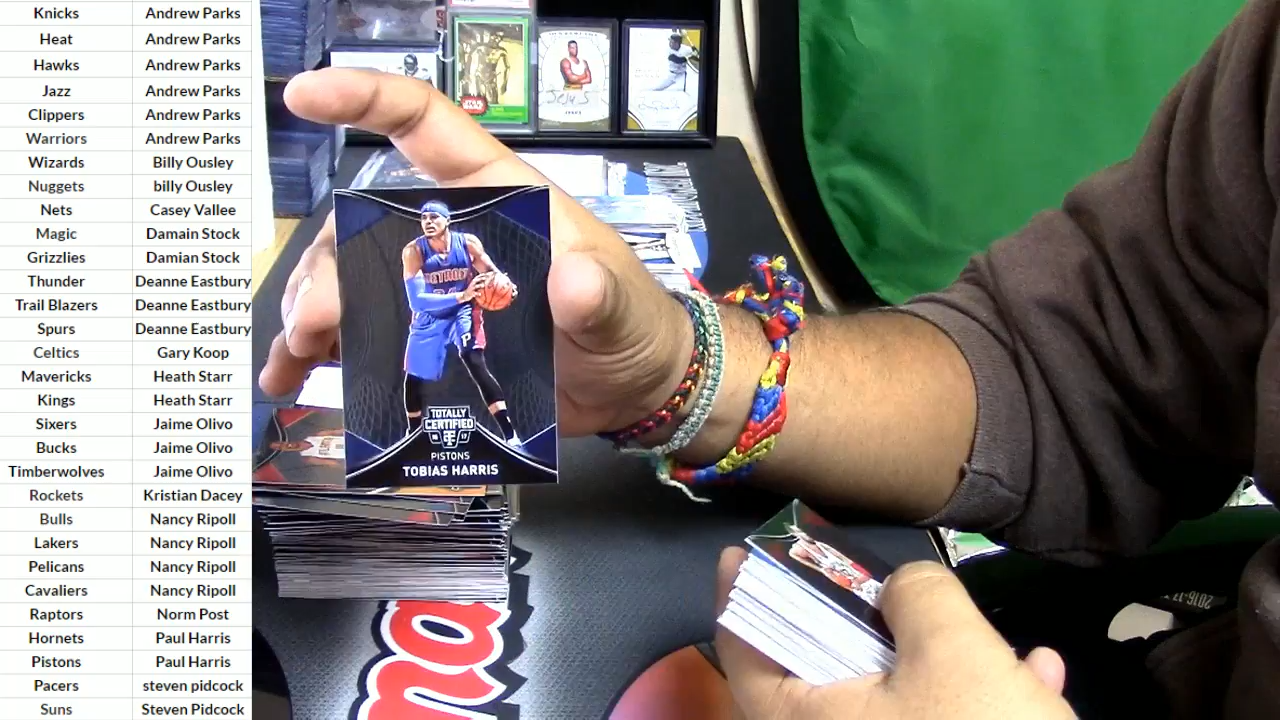 Knicks Andrew Parks
Heat Andrew Parks
Hawks Andrew Parks
Jazz Andrew Parks
Clippers Andrew Parks
Warriors Andrew Parks
Wizards Billy Ousley
Nuggets billy Ousley
Nets Casey Vallee
Magic Damain Stock
Grizzlies Damian Stock
Thunder Deanne Eastbury
Trail Blazers Deanne Eastbury
Spurs Deanne Eastbury
Celtics Gary Koop
Mavericks Heath Starr
Kings Heath Starr
Sixers Jaime Olivo
Bucks Jaime Olivo
Timberwolves Jaime Olivo
Rockets Kristian Dacey
Bulls Nancy Ripoll
Lakers Nancy Ripoll
Pelicans Nancy Ripoll
Cavaliers Nancy Ripoll
Raptors Norm Post
Hornets Paul Harris
Pistons Paul Harris
Pacers steven pidcock
Suns Steven Pidcock
DETROIT
P
TOTALLY
CERTIFIED
16 17
PISTONS
TOBIAS HARRIS
2016-17